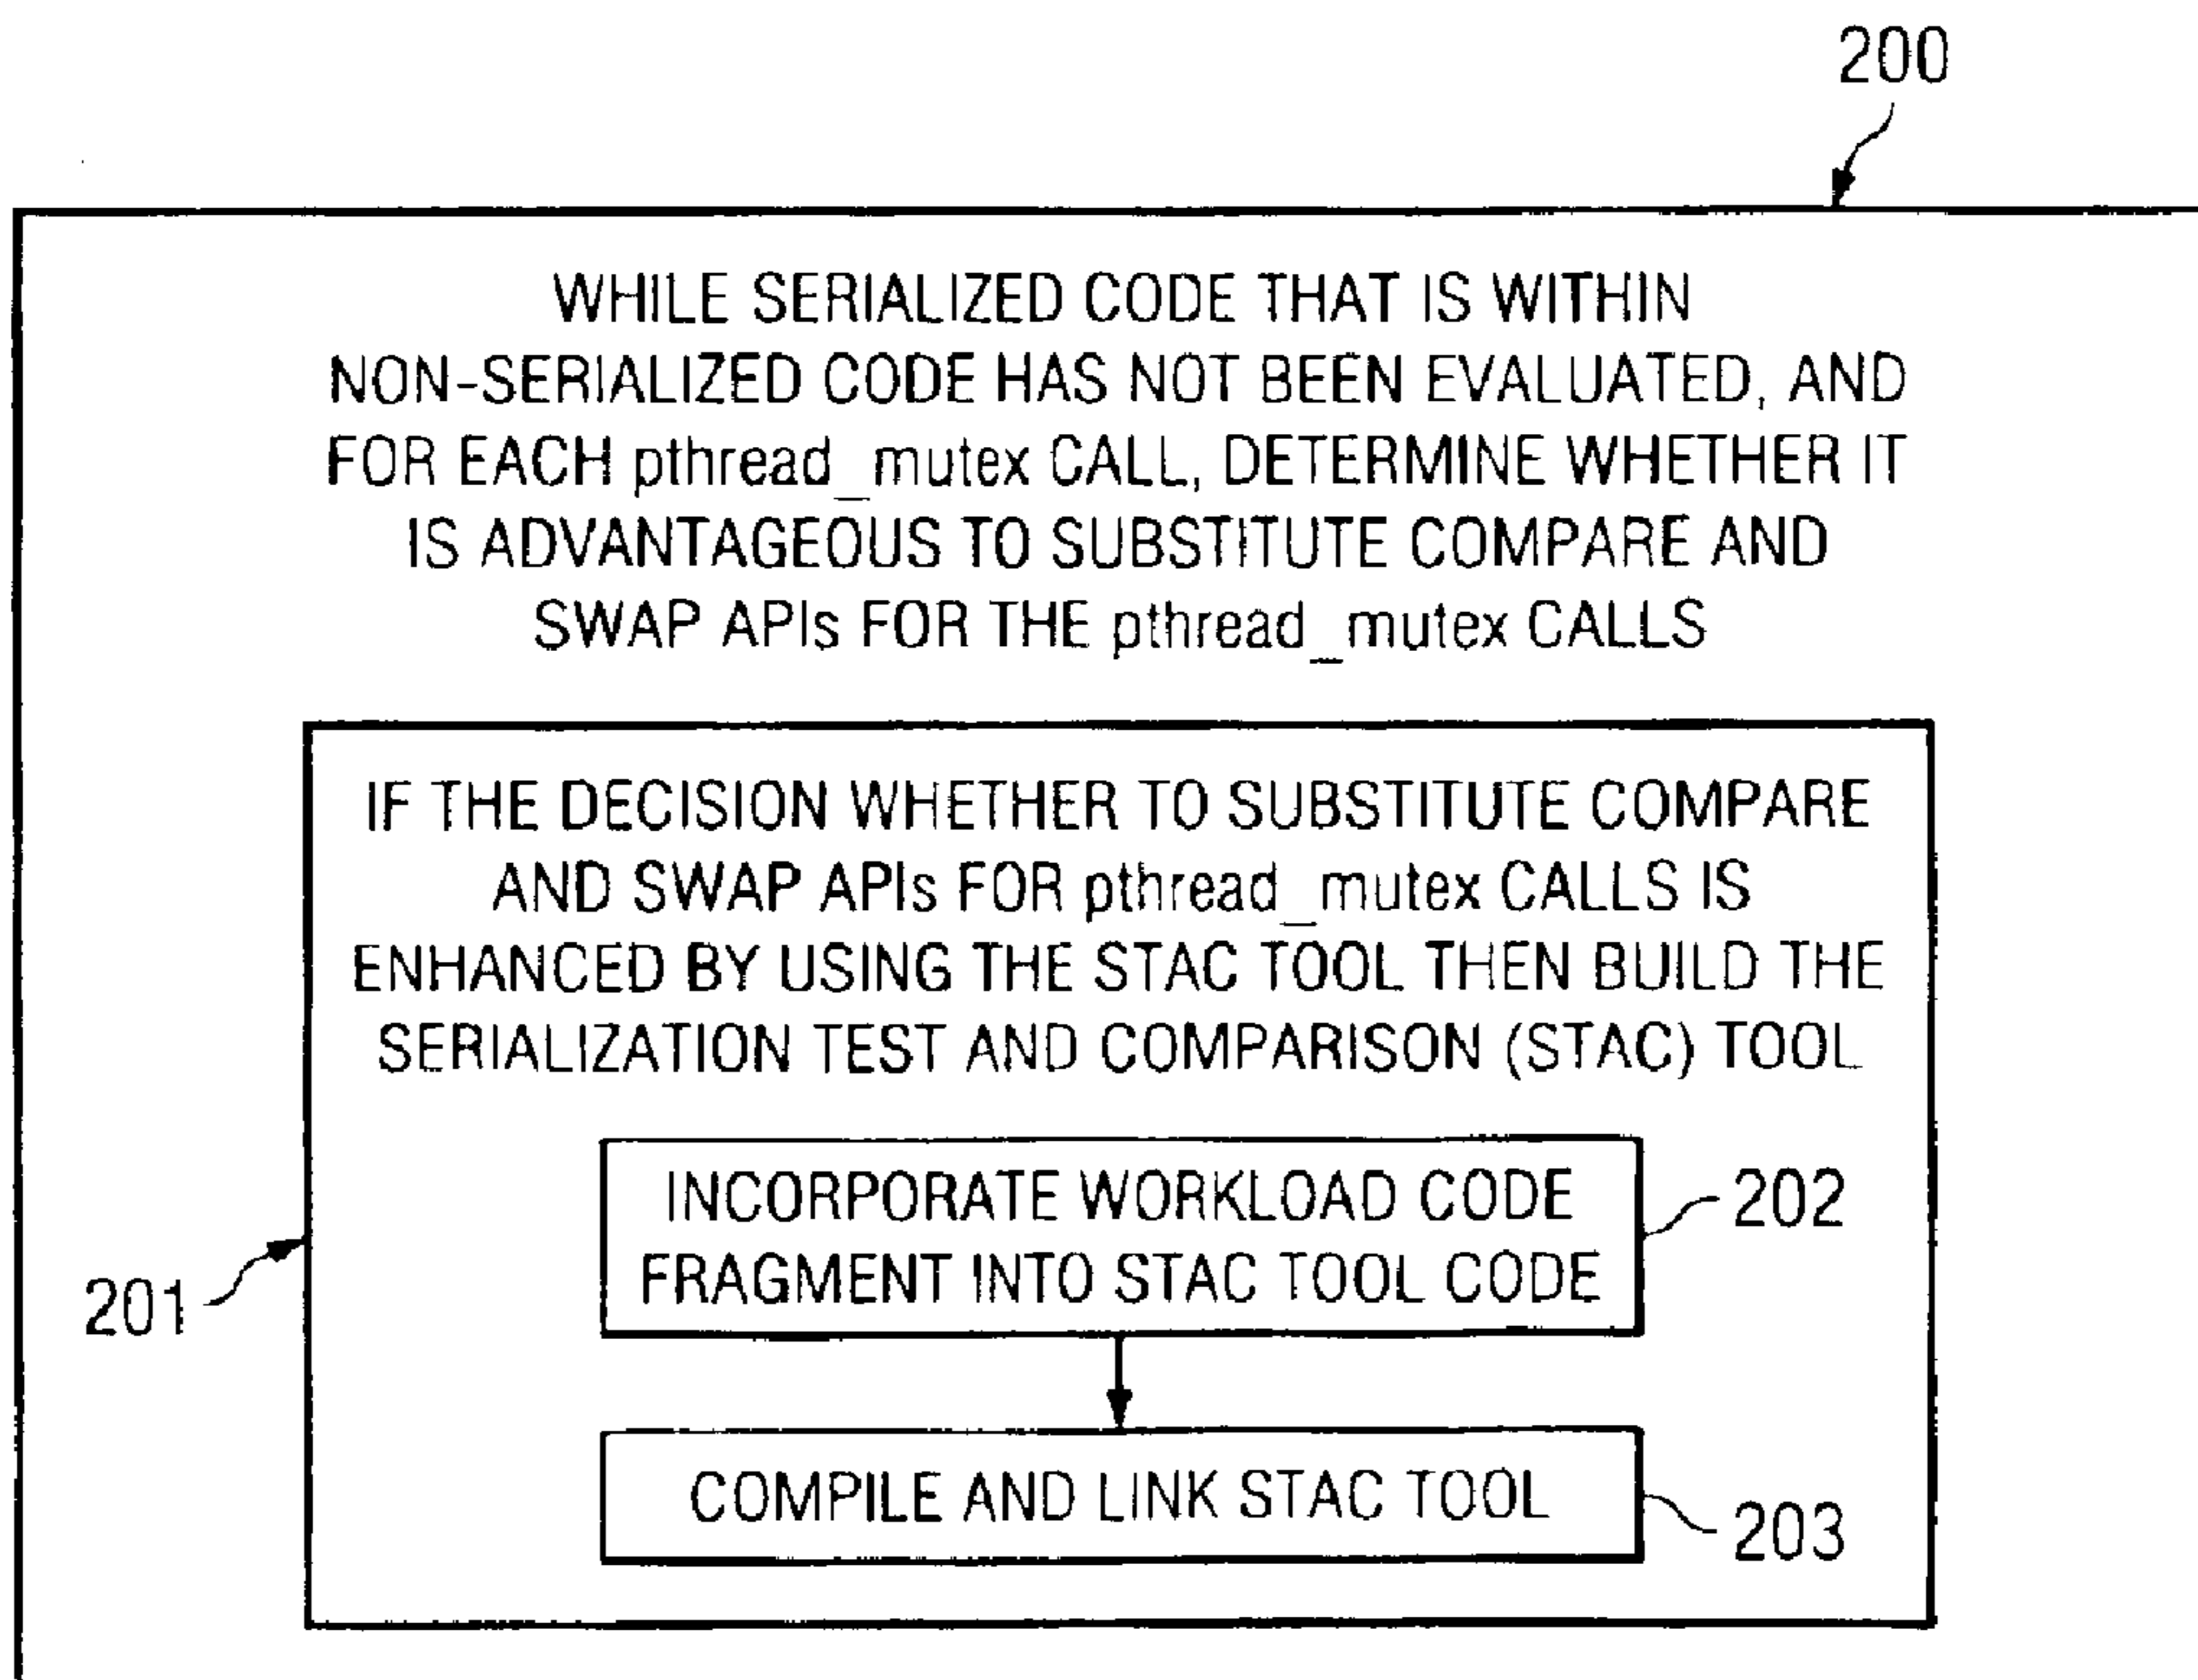 200
WHILE SERIALIZED CODE THAT IS WITHIN
NON-SERIALIZED CODE HAS NOT BEEN EVALUATED, AND
FOR EACH pthread_mutex CALL, DETERMINE WHETHER IT
IS ADVANTAGEOUS TO SUBSTITUTE COMPARE AND
SWAP APIs FOR THE pthread_mutex CALLS
IF THE DECISION WHETHER TO SUBSTITUTE COMPARE
AND SWAP APIs FOR pthread_mutex CALLS IS
ENHANCED BY USING THE STAC TOOL THEN BUILD THE
SERIALIZATION TEST AND COMPARISON (STAC) TOOL
INCORPORATE WORKLOAD CODE
FRAGMENT INTO STAC TOOL CODE
202
201
COMPILE AND LINK STAC TOOL
203